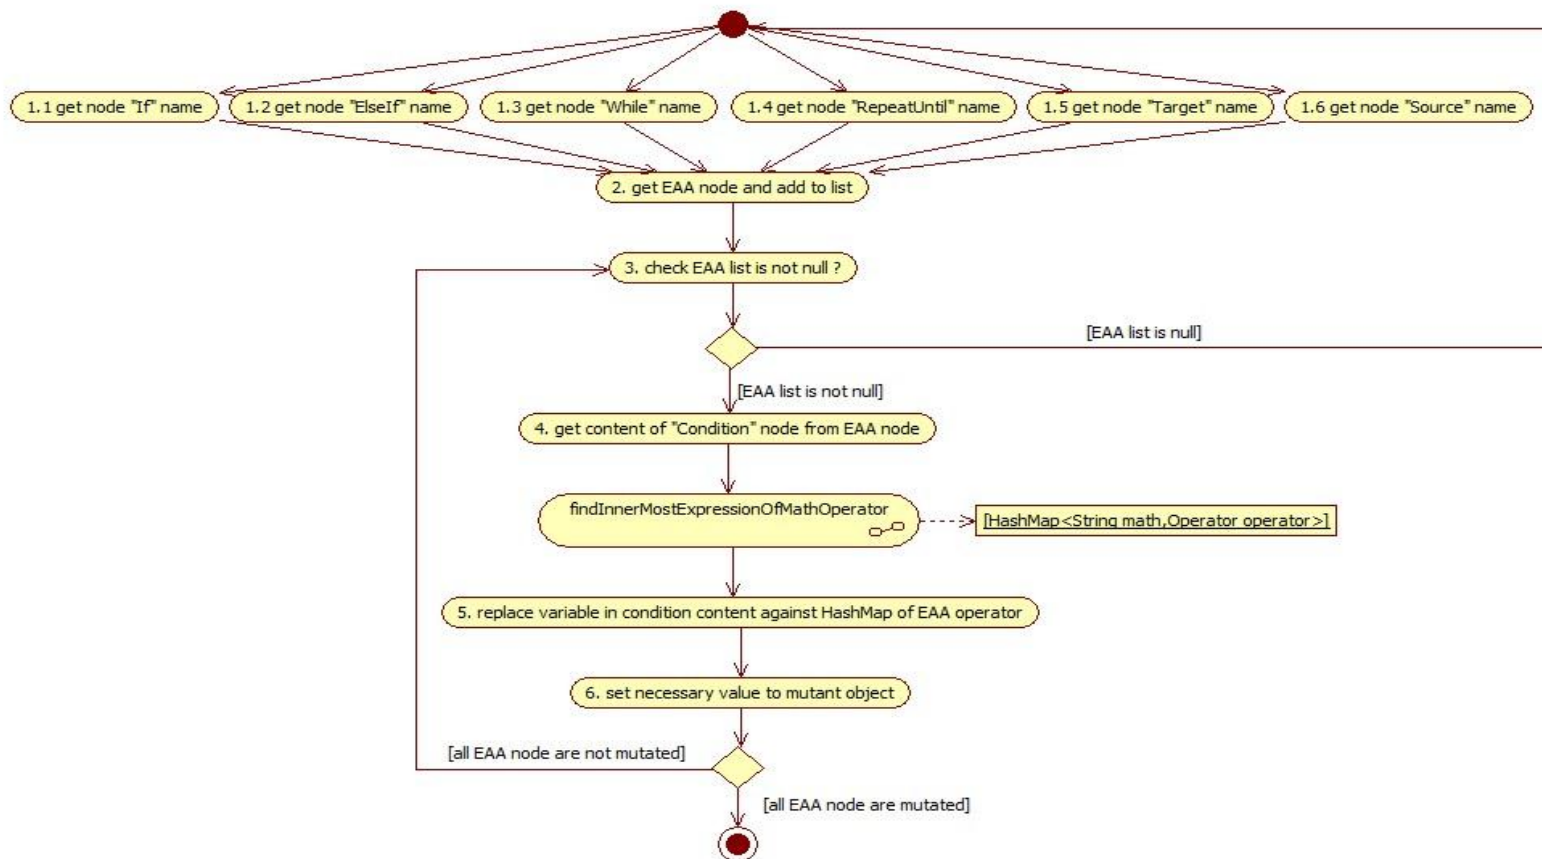 1.1 get node "If" name
1.2 get node "ElseIf" name
1.3 get node "While" name
1.4 get node "RepeatUntil" name
1.5 get node "Target" name
1.6 get node "Source" name
2. get EAA node and add to list
3. check EAA list is not null ?
[EAA list is null]
[EAA list is not null]
4. get content of "Condition" node from EAA node
findInnerMostExpressionOfMathOperator
[HashMap<String math,Operator operator>]
5. replace variable in condition content against HashMap of EAA operator
6. set necessary value to mutant object
[all EAA node are not mutated]
[all EAA node are mutated]